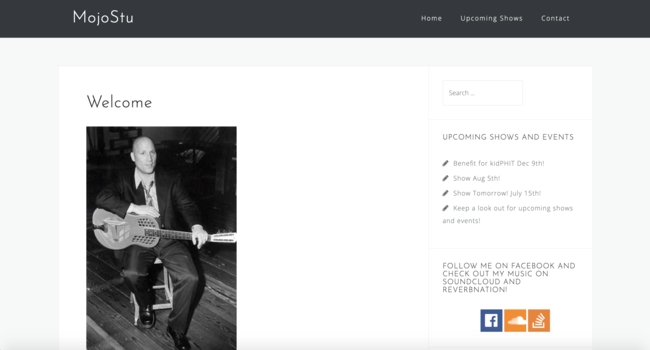 MojoStu
Home Upcoming Shows Contact
Welcome
Search ...
UPCOMING SHOWS AND EVENTS
Benefit for kidPHIT Dec 9th!
Show Aug 5th!
Show Tomorrow! July 15th!
Keep a look out for upcoming shows
and events!
FOLLOW ME ON FACEBOOK AND
CHECK OUT MY MUSIC ON
SOUNDCLOUD AND
REVERBNATION!